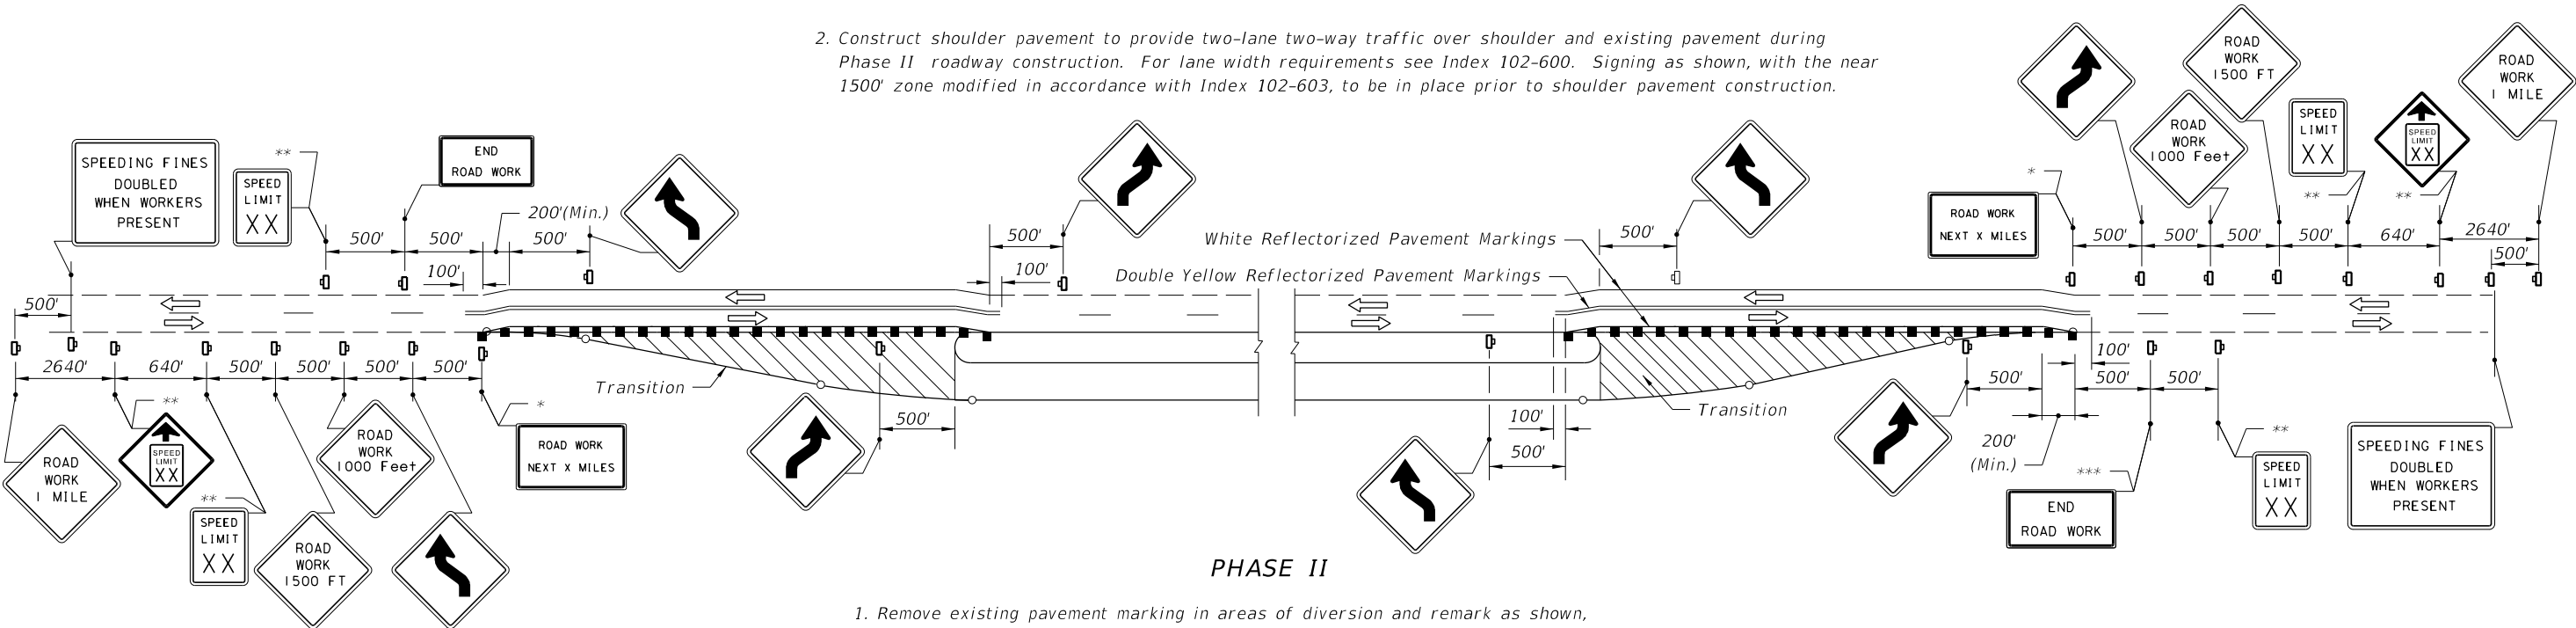 2. Construct shoulder pavement to provide two-lane two-way traffic over shoulder and existing pavement during
Phase II roadway construction. For lane width requirements see Index 102-600. Signing as shown, with the near
1500' zone modified in accordance with Index 102-603, to be in place prior to shoulder pavement construction.
SPEEDING FINES
DOUBLED
WHEN WORKERS
PRESENT
**
SPEED
LIMIT
XX
END
ROAD WORK
200'(Min.)
500'
500'
500'
100'
500'
500'
100'
White Reflectorized Pavement Markings
Double Yellow Reflectorized Pavement Markings
500'
ROAD
WORK
1000 Feet
ROAD
WORK
1500 FT
SPEED
LIMIT
XX
**
SPEED
LIMIT
XX
**
ROAD
WORK
1 MILE
*
ROAD WORK
NEXT X MILES
500'
500'
500'
500'
640'
2640'
500'
2640'
640'
500'
500'
500'
500'
ROAD
WORK
1 MILE
**
SPEED
LIMIT
XX
**
SPEED
LIMIT
XX
ROAD
WORK
1500 FT
ROAD
WORK
1000 Feet
*
ROAD WORK
NEXT X MILES
Transition
500'
100'
500'
Transition
100'
500'
500'
500'
200'
(Min.)
***
END
ROAD WORK
**
SPEED
LIMIT
XX
SPEEDING FINES
DOUBLED
WHEN WORKERS
PRESENT
PHASE II
1. Remove existing pavement marking in areas of diversion and remark as shown,